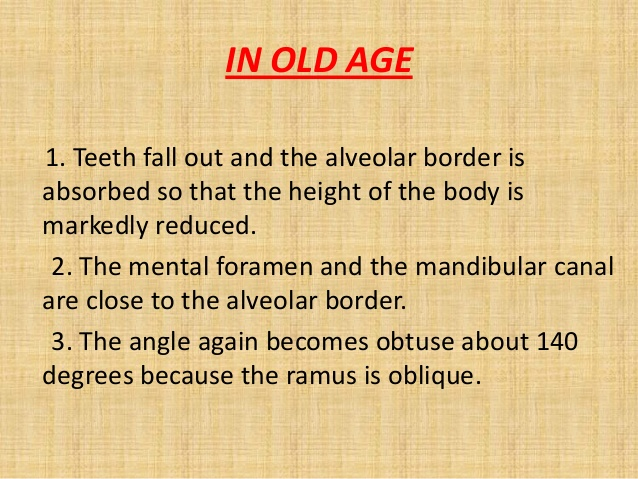 IN OLD AGE
1. Teeth fall out and the alveolar border is
absorbed so that the height of the body is
markedly reduced.
2. The mental foramen and the mandibular canal
are close to the alveolar border.
3. The angle again becomes obtuse about 140
degrees because the ramus is oblique.